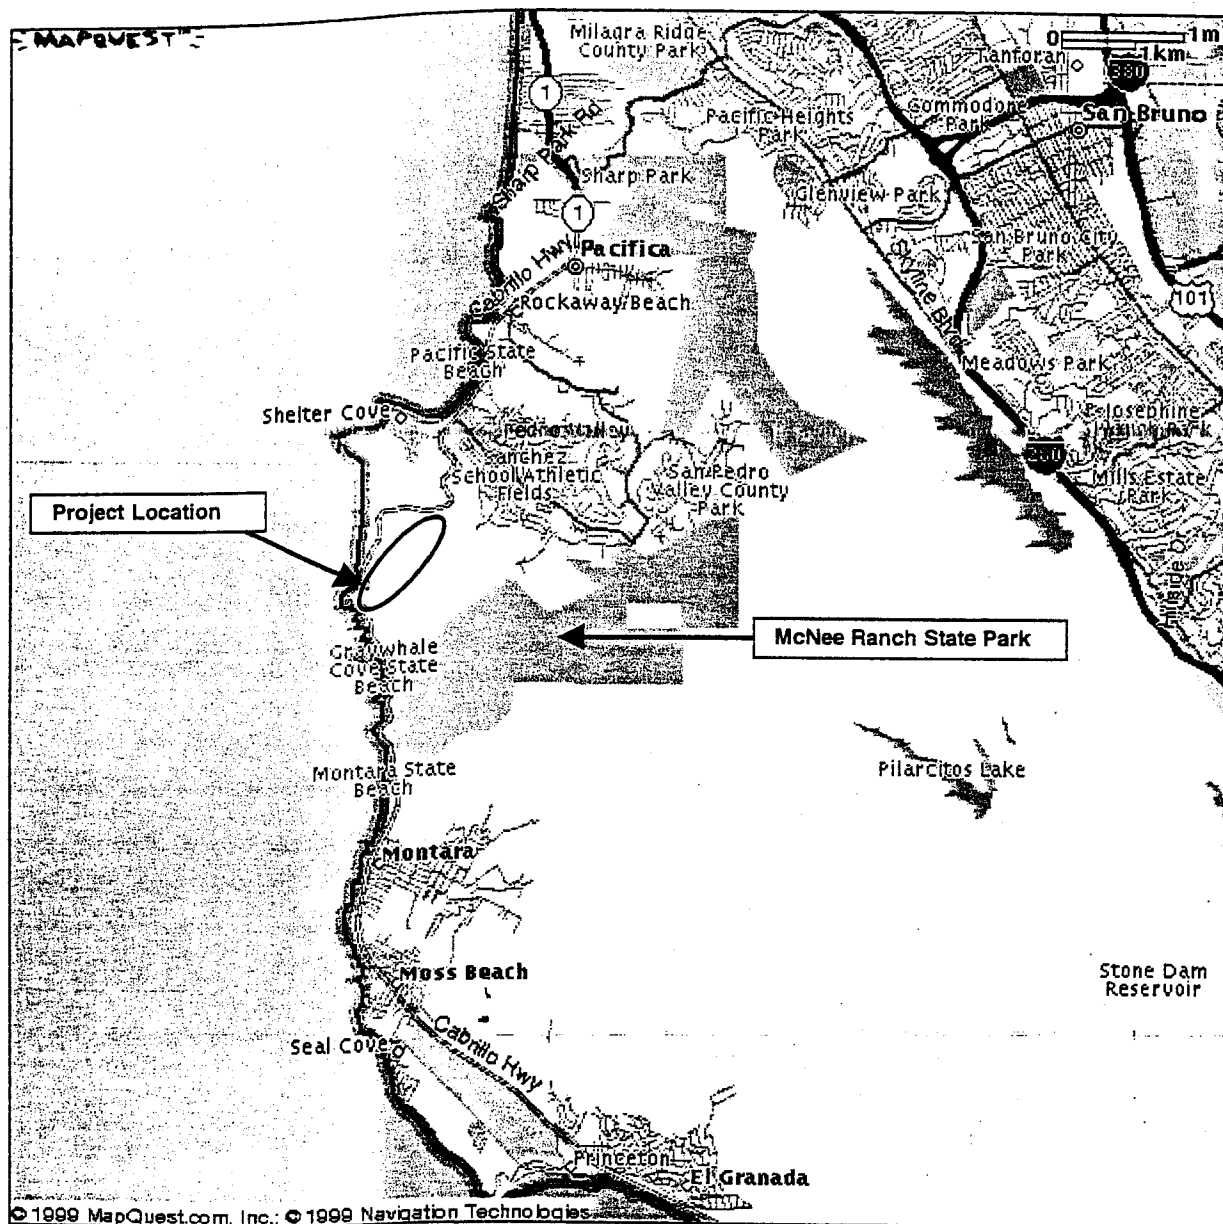 MAPQUEST
Milagra Ridge
County Park
0 1m
1km
Tanforan
380
1
Sharp Park Rd
Pacific Heights
Park
Commodore
Park
San Bruno
Sharp Park
1
Glenview Park
Pacifica
Cabrillo Hwy
Skyline Blvd
San Bruno City
Park
Rockaway Beach
101
Pacific State
Beach
Meadows Park
Shelter Cove
Josephine
Park
Pedro Valley
Sanchez
School Athletic
Fields
San Pedro
Valley County
Park
280
Mills Estate
Park
Project Location
McNee Ranch State Park
Graywhale
Cove State
Beach
Montara State
Beach
Pilarcitos Lake
Montara
Moss Beach
Stone Dam
Reservoir
Seal Cove
Cabrillo Hwy
Princeton
El Granada
© 1999 MapQuest.com, Inc.; © 1999 Navigation Technologies